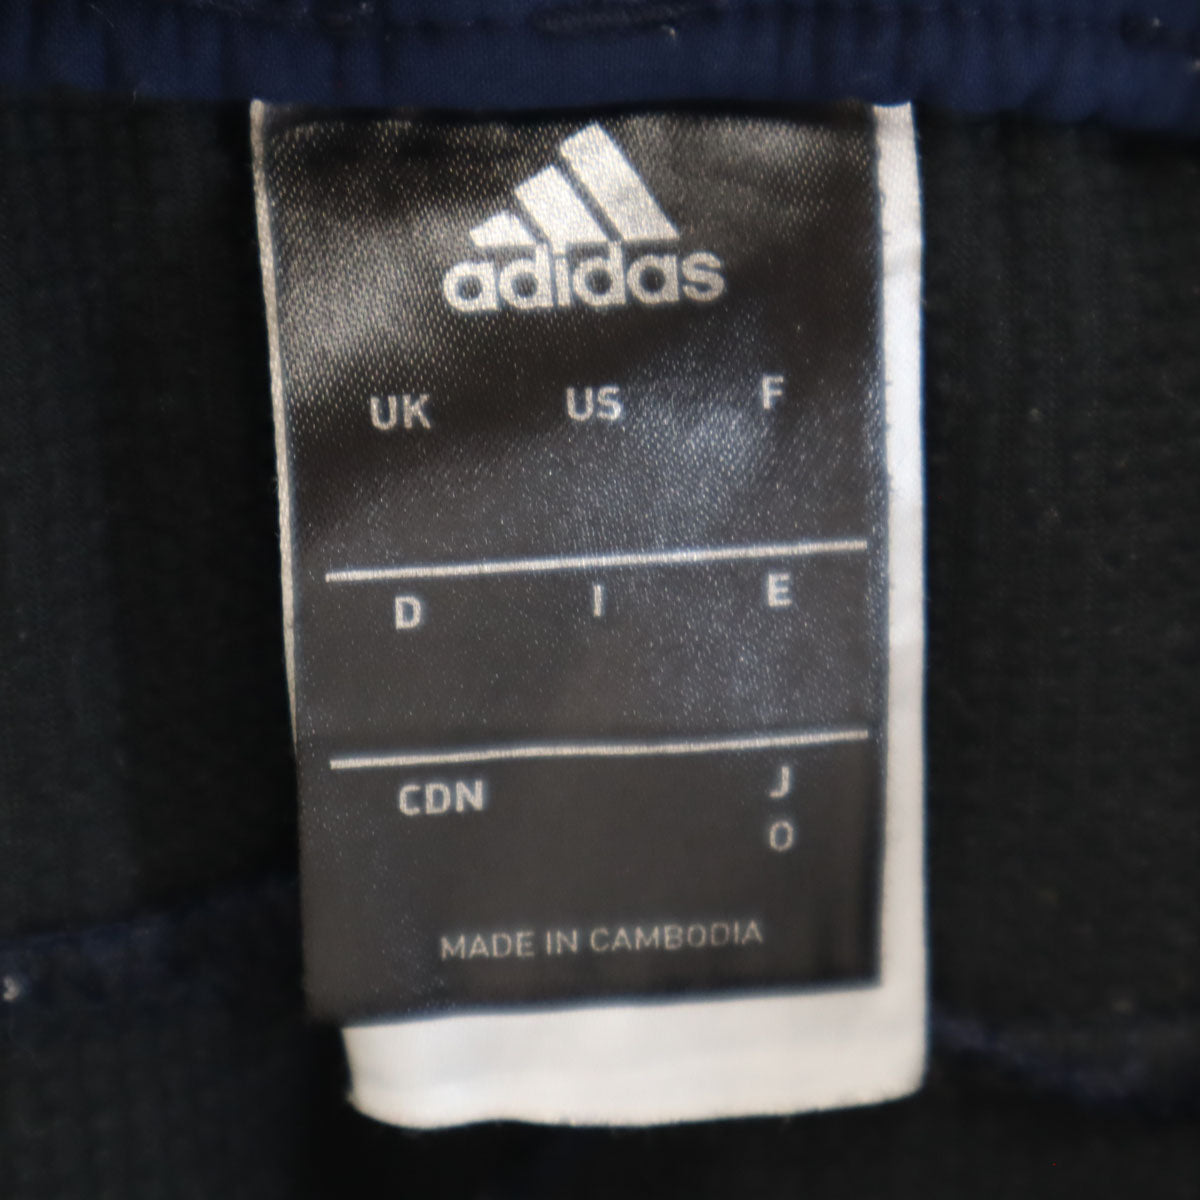 adidas
UK US F
D I E
CDN J
O
MADE IN CAMBODIA